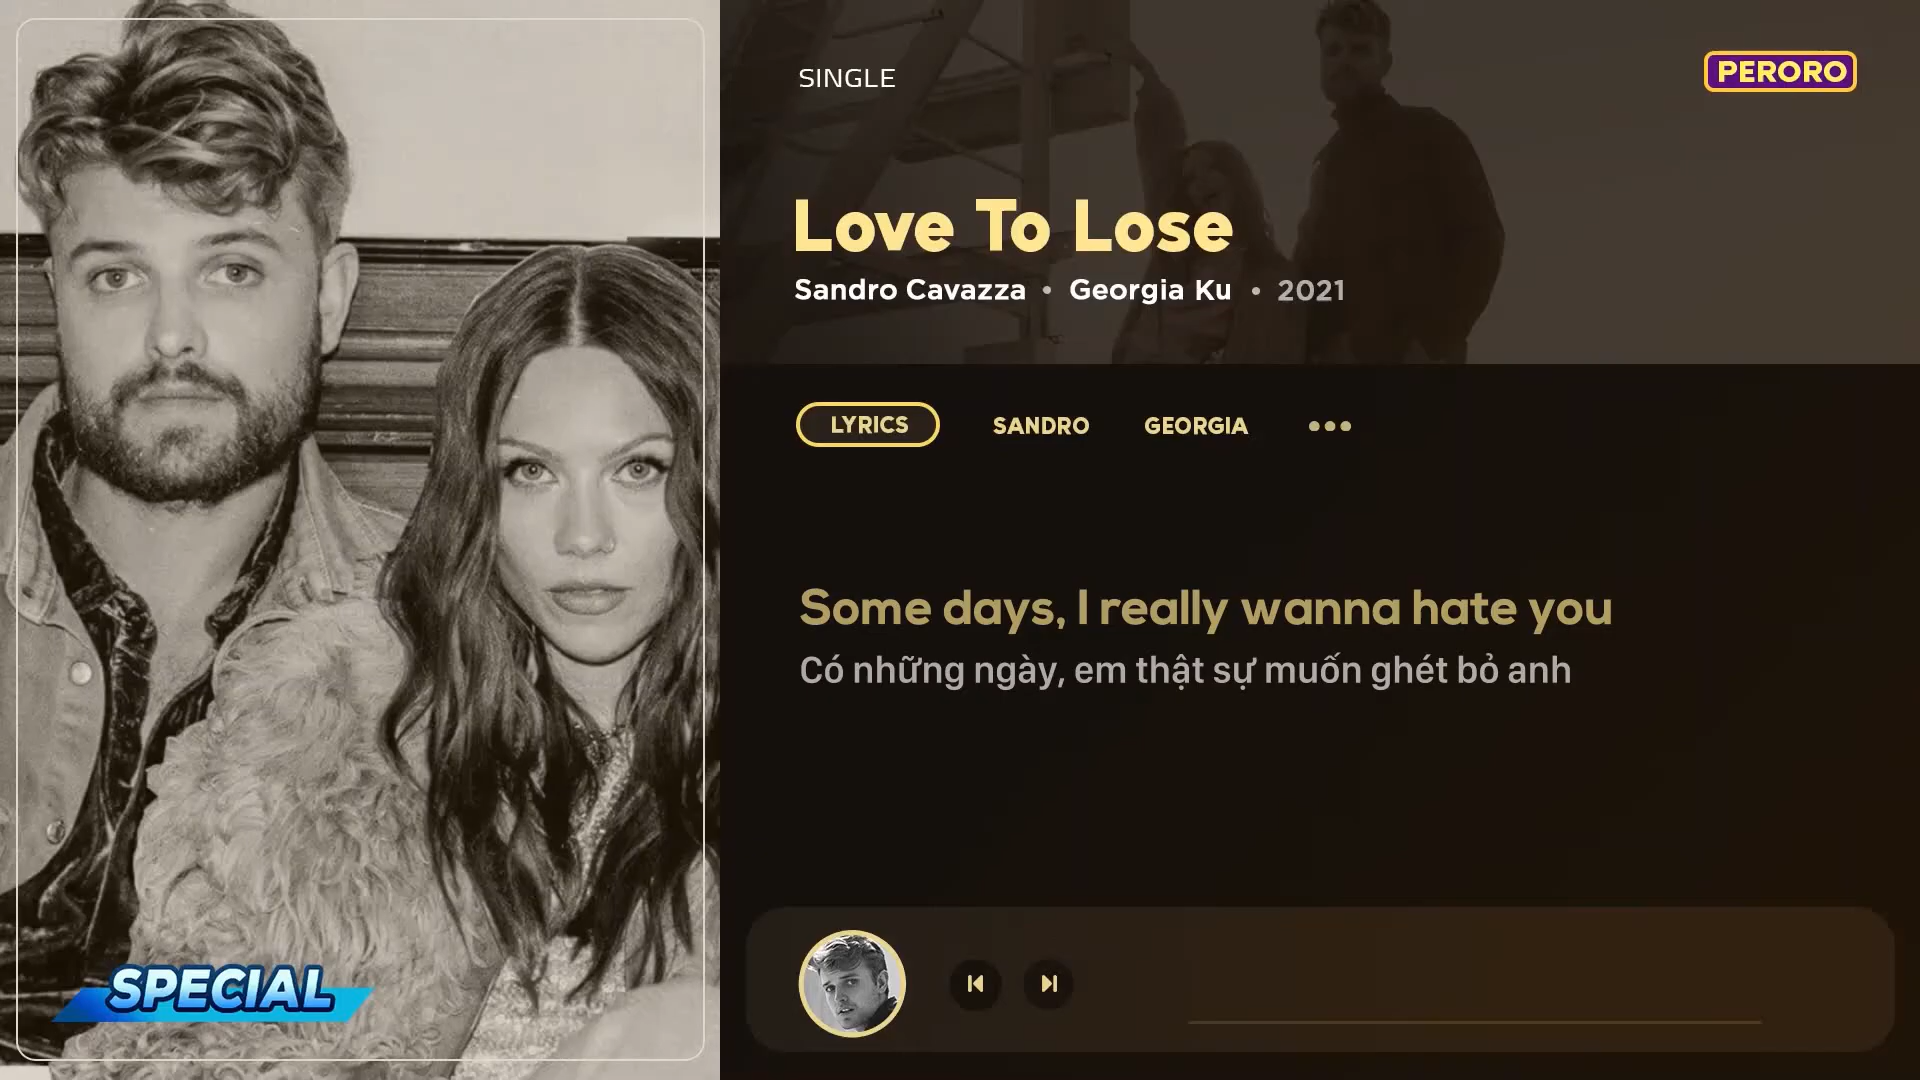 SINGLE
PERORO
Love To Lose
Sandro Cavazza • Georgia Ku • 2021
LYRICS SANDRO GEORGIA •••
Some days, I really wanna hate you
Có những ngày, em thật sự muốn ghét bỏ anh
SPECIAL